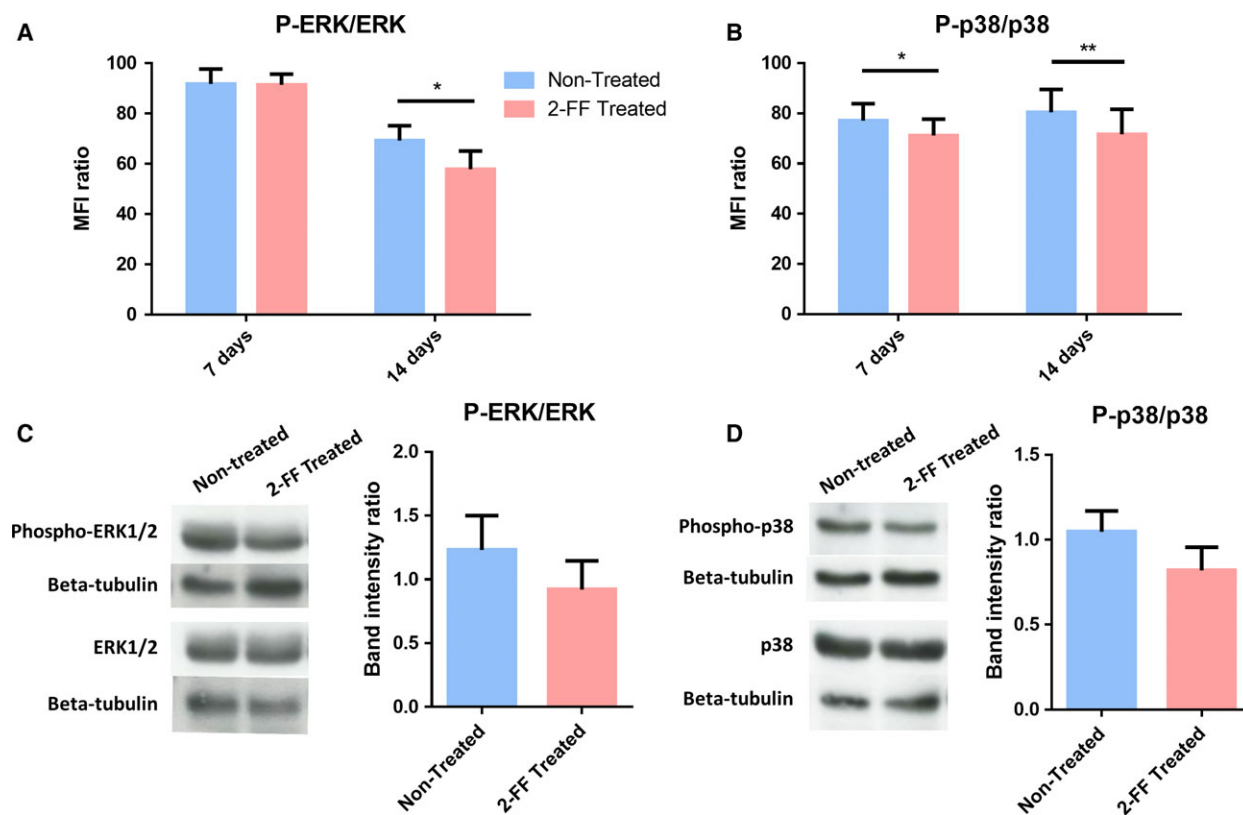 A
P-ERK/ERK
MFI ratio
100
80
60
40
20
0
*
Non-Treated
2-FF Treated
7 days
14 days
B
P-p38/p38
MFI ratio
100
80
60
40
20
0
*
**
7 days
14 days
C
Non-treated
2-FF Treated
Phospho-ERK1/2
Beta-tubulin
ERK1/2
Beta-tubulin
P-ERK/ERK
Band intensity ratio
2.0
1.5
1.0
0.5
0.0
Non-Treated
2-FF Treated
D
Non-treated
2-FF Treated
Phospho-p38
Beta-tubulin
p38
Beta-tubulin
P-p38/p38
Band intensity ratio
1.5
1.0
0.5
0.0
Non-Treated
2-FF Treated